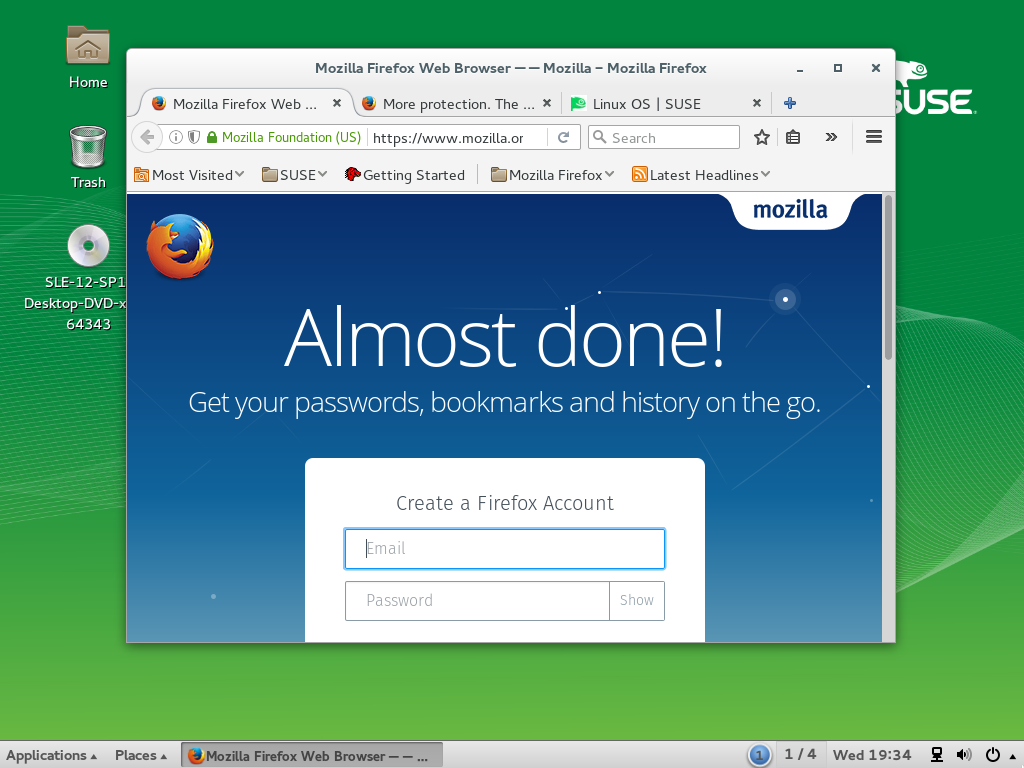 Home
Trash
SLE-12-SP1
Desktop-DVD-x
64343
SUSE
Mozilla Firefox Web Browser — — Mozilla – Mozilla Firefox
Mozilla Firefox Web ...
More protection. The ...
Linux OS | SUSE
Mozilla Foundation (US)
https://www.mozilla.or
Search
Most Visited
SUSE
Getting Started
Mozilla Firefox
Latest Headlines
mozilla
Almost done!
Get your passwords, bookmarks and history on the go.
Create a Firefox Account
Email
Password
Show
Applications
Places
Mozilla Firefox Web Browser — — ...
1
1 / 4
Wed 19:34